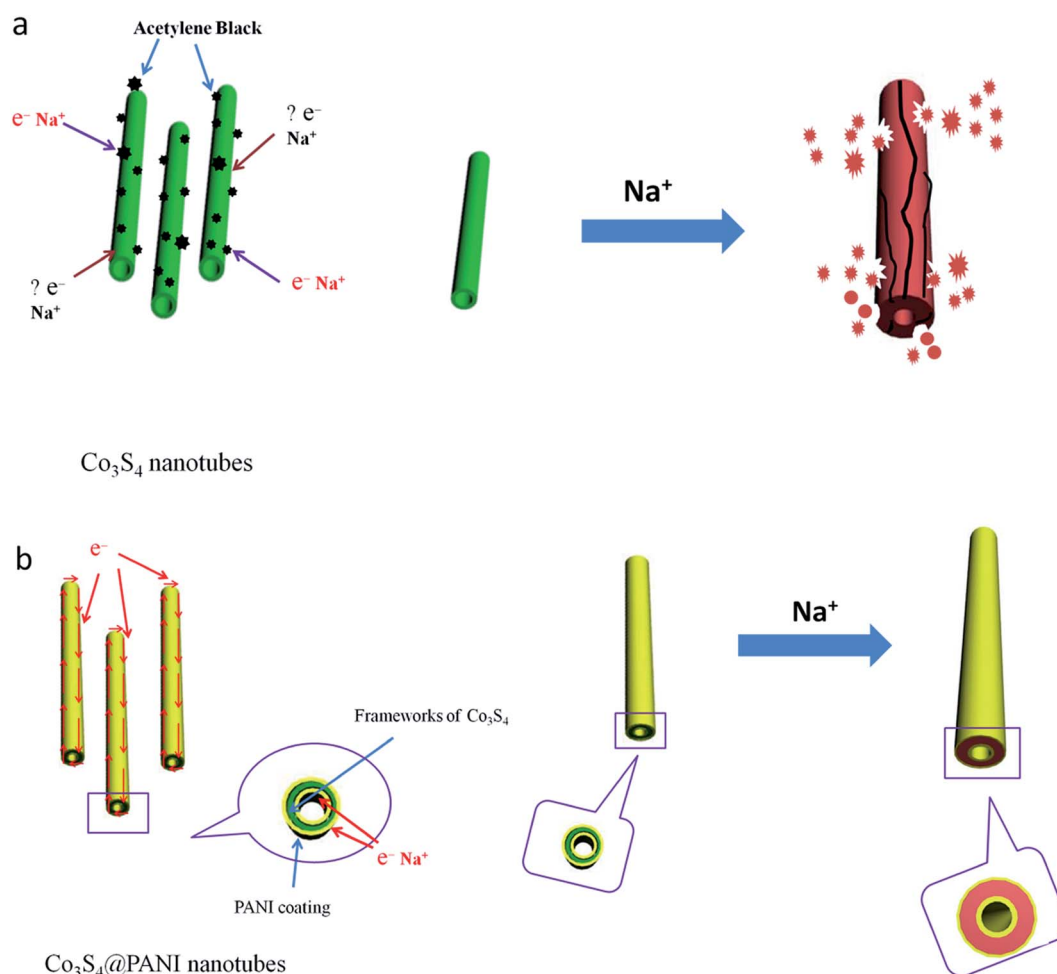 a
Acetylene Black
e⁻ Na⁺
? e⁻
Na⁺
Na⁺
? e⁻
Na⁺
e⁻ Na⁺
Co₃S₄ nanotubes
b
e⁻
Na⁺
Frameworks of Co₃S₄
e⁻ Na⁺
PANI coating
Co₃S₄@PANI nanotubes